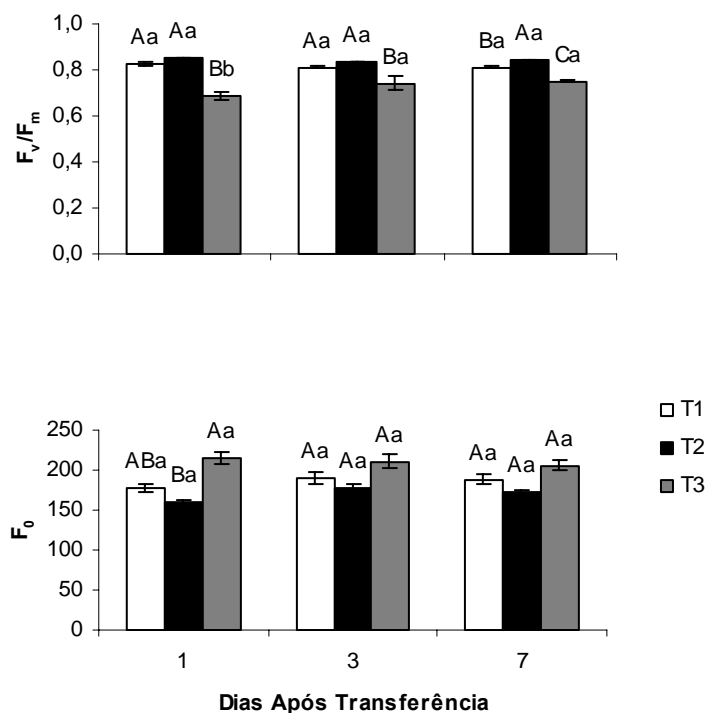 1,0
0,8
0,6
0,4
0,2
0,0
Fv/Fm
Aa Aa Bb
Aa Aa Ba
Ba Aa Ca
250
200
150
100
50
0
F0
ABa Ba Aa
Aa Aa Aa
Aa Aa Aa
T1
T2
T3
1 3 7
Dias Após Transferência